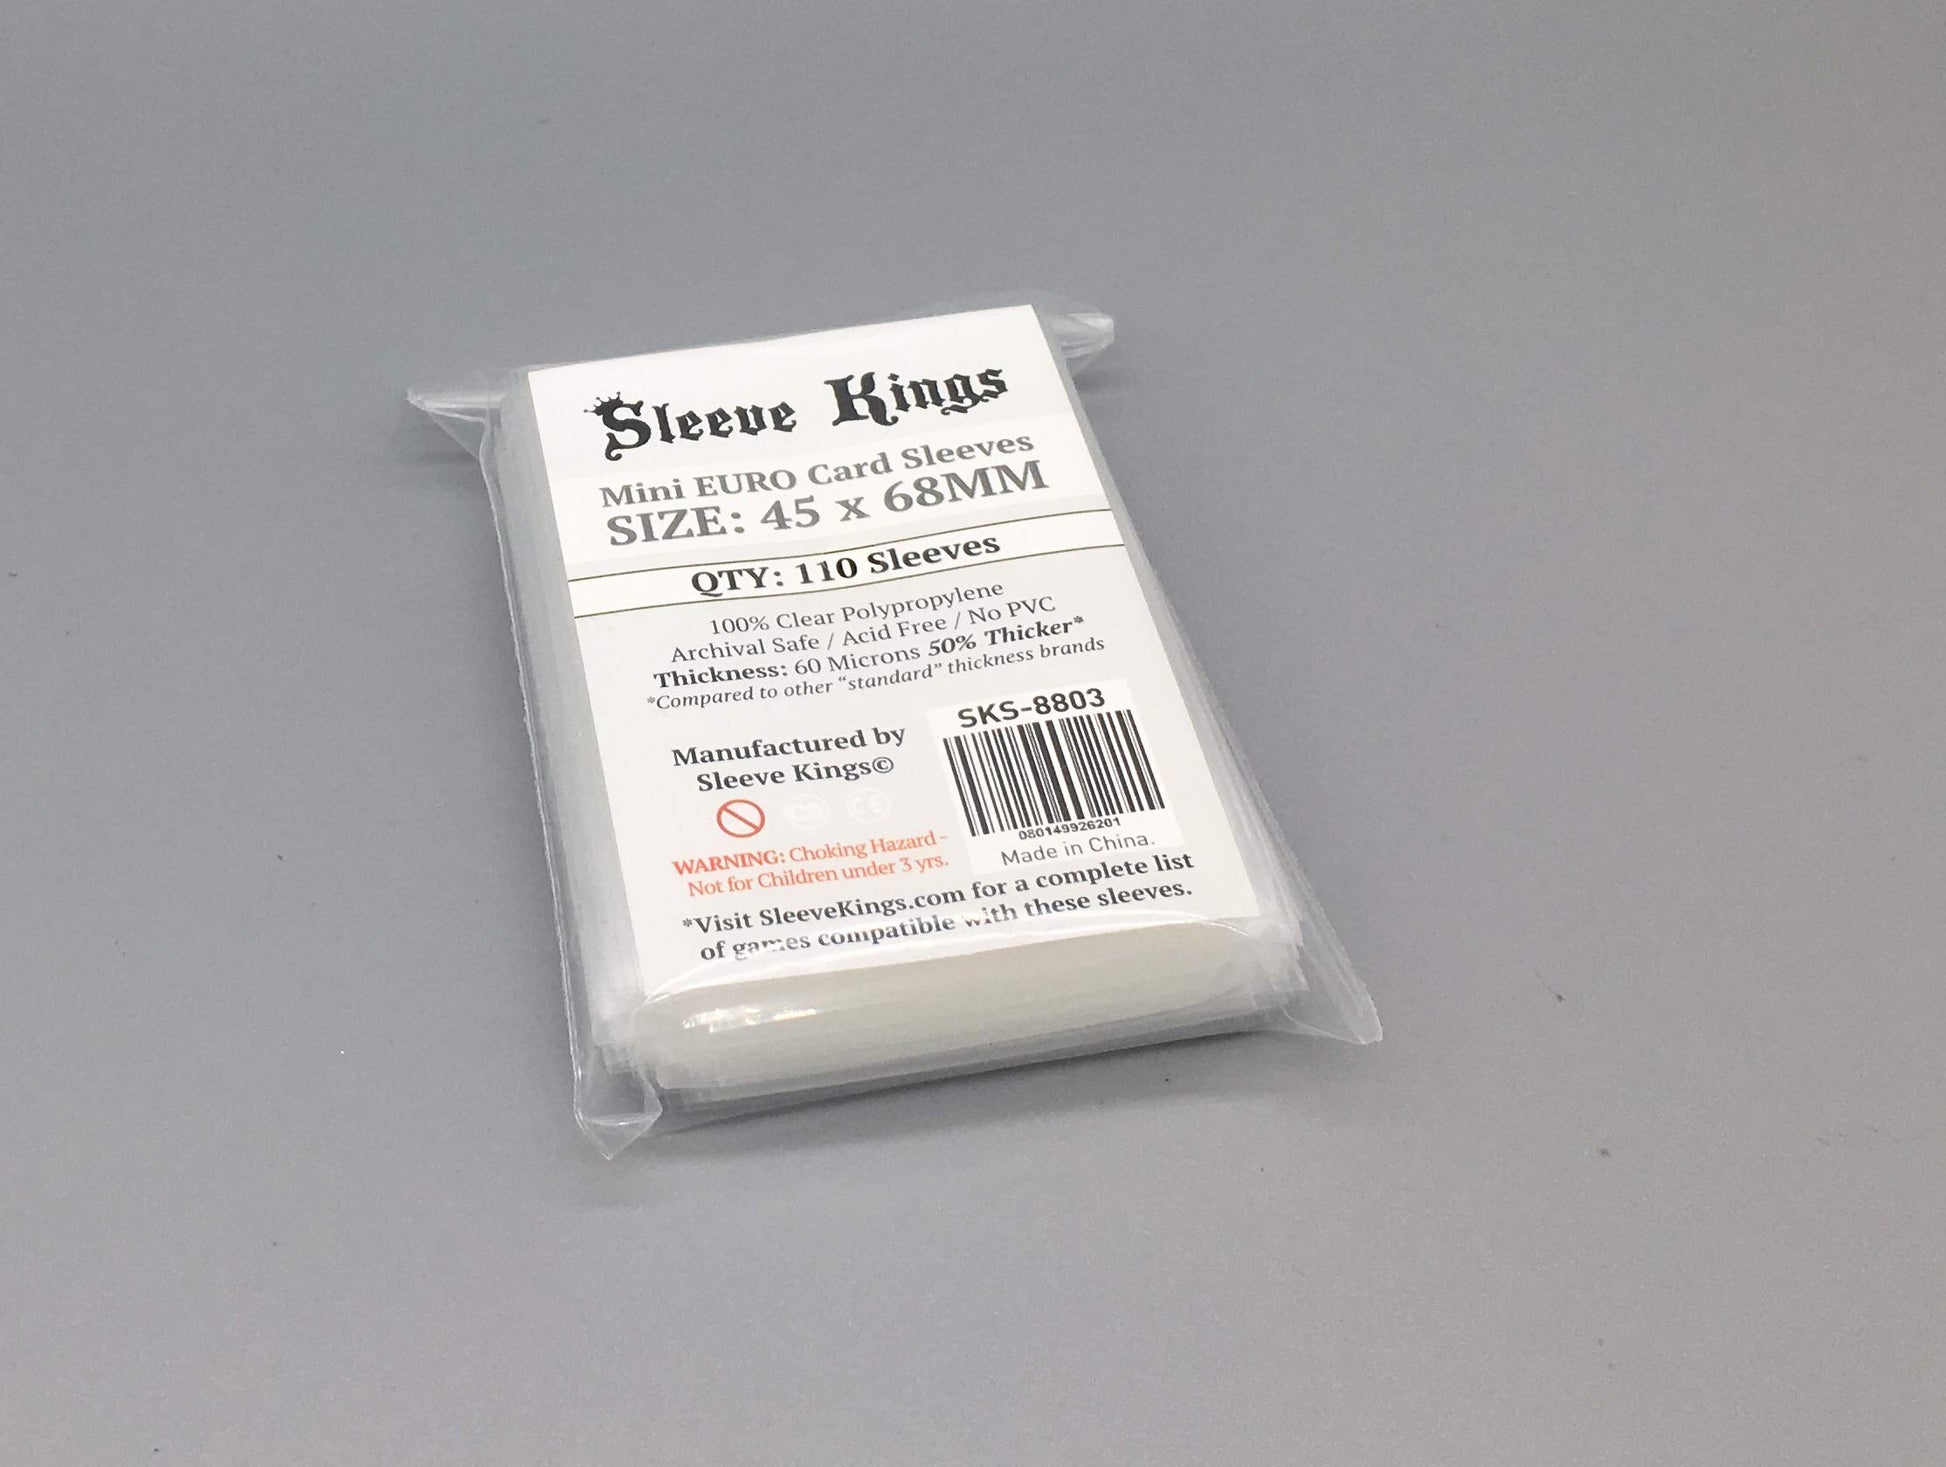 Sleeve Kings
Mini EURO Card Sleeves
SIZE: 45 x 68MM
QTY: 110 Sleeves
100% Clear Polypropylene
Archival Safe / Acid Free / No PVC
Thickness: 60 Microns 50% Thicker*
*Compared to other “standard” thickness brands
SKS-8803
Manufactured by
Sleeve Kings©
CE
080149926201
Made in China.
WARNING: Choking Hazard -
Not for Children under 3 yrs.
*Visit SleeveKings.com for a complete list
of games compatible with these sleeves.